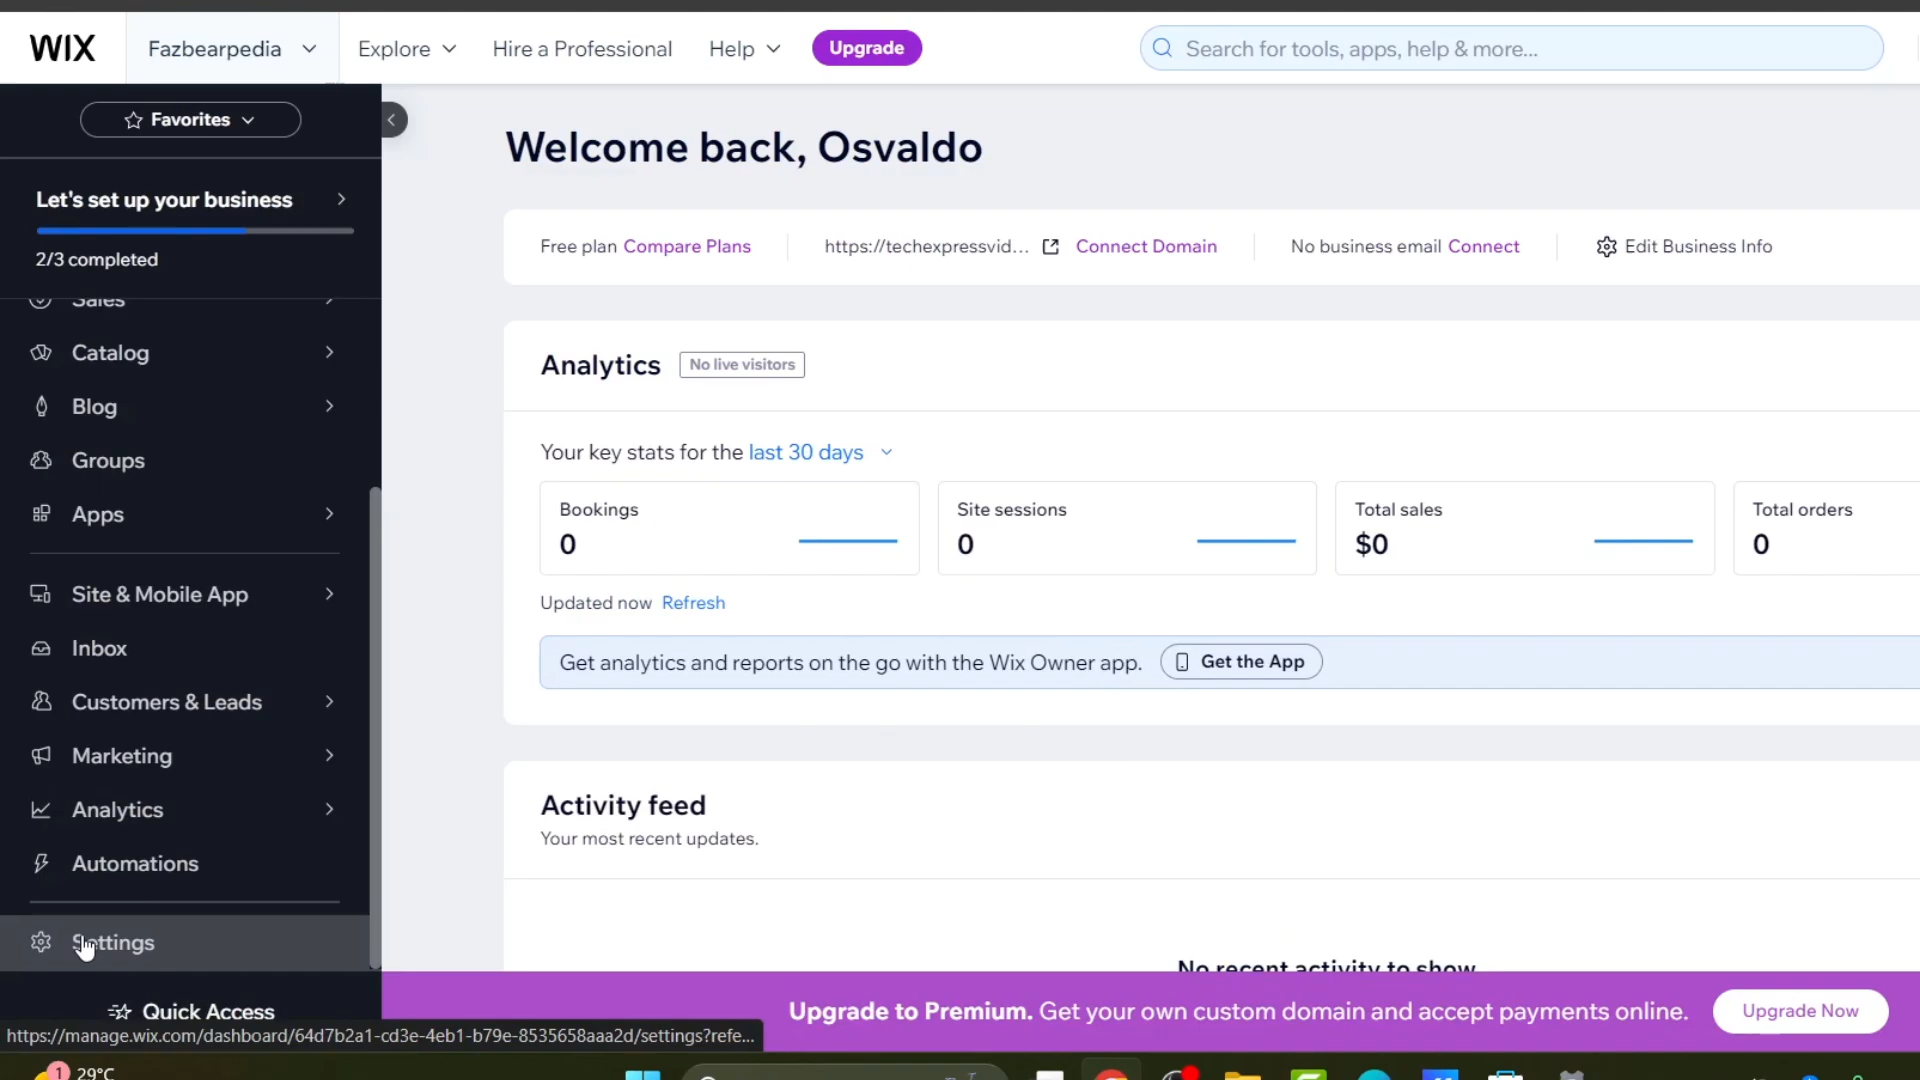 WIX
Fazbearpedia
Explore
Hire a Professional
Help
Upgrade
Search for tools, apps, help & more...
Favorites
Let's set up your business
2/3 completed
Sales
Catalog
Blog
Groups
Apps
Site & Mobile App
Inbox
Customers & Leads
Marketing
Analytics
Automations
Settings
Quick Access
Welcome back, Osvaldo
Free plan Compare Plans
https://techexpressvid... Connect Domain
No business email Connect
Edit Business Info
Analytics No live visitors
Your key stats for the last 30 days
Bookings
0
Site sessions
0
Total sales
$0
Total orders
0
Updated now Refresh
Get analytics and reports on the go with the Wix Owner app. Get the App
Activity feed
Your most recent updates.
No recent activity to show
Upgrade to Premium. Get your own custom domain and accept payments online. Upgrade Now
https://manage.wix.com/dashboard/64d7b2a1-cd3e-4eb1-b79e-8535658aaa2d/settings?refe...
1 29°C